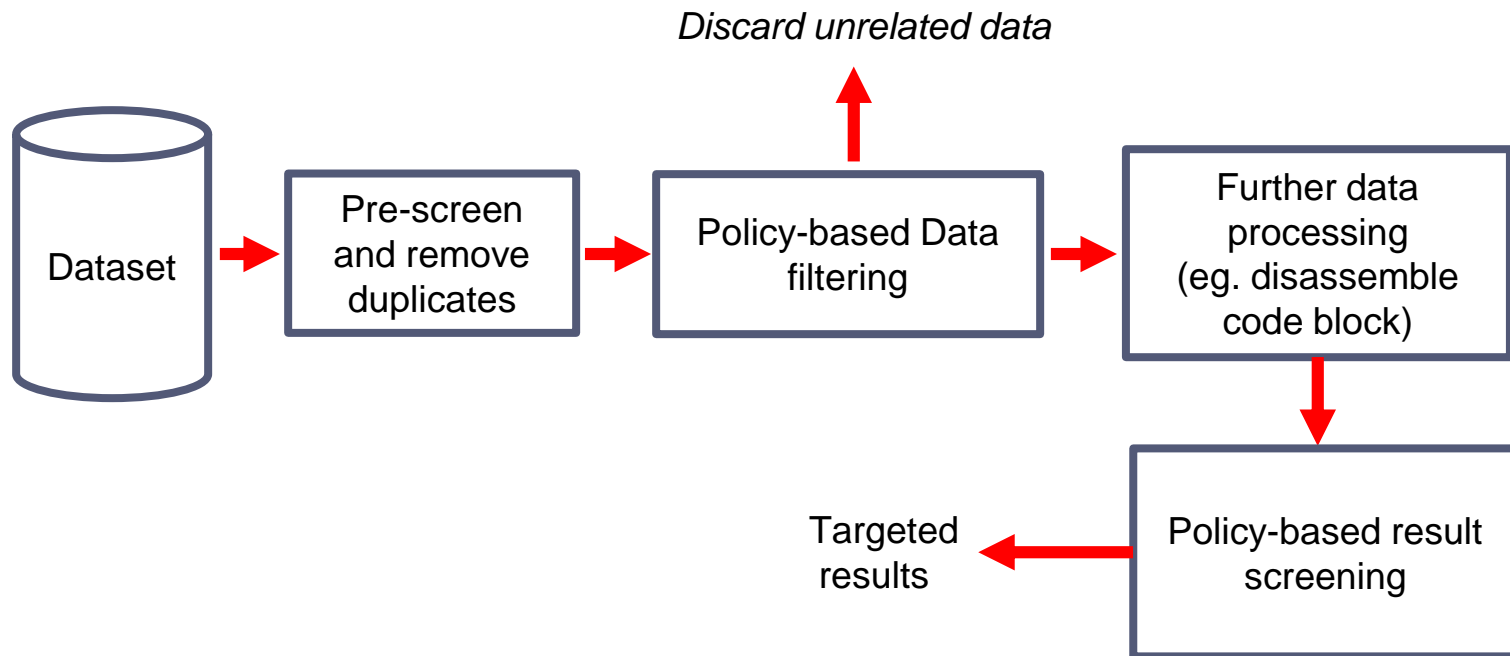 Discard unrelated data
Dataset
Pre-screen
and remove
duplicates
Policy-based Data
filtering
Further data
processing
(eg. disassemble
code block)
Policy-based result
screening
Targeted
results